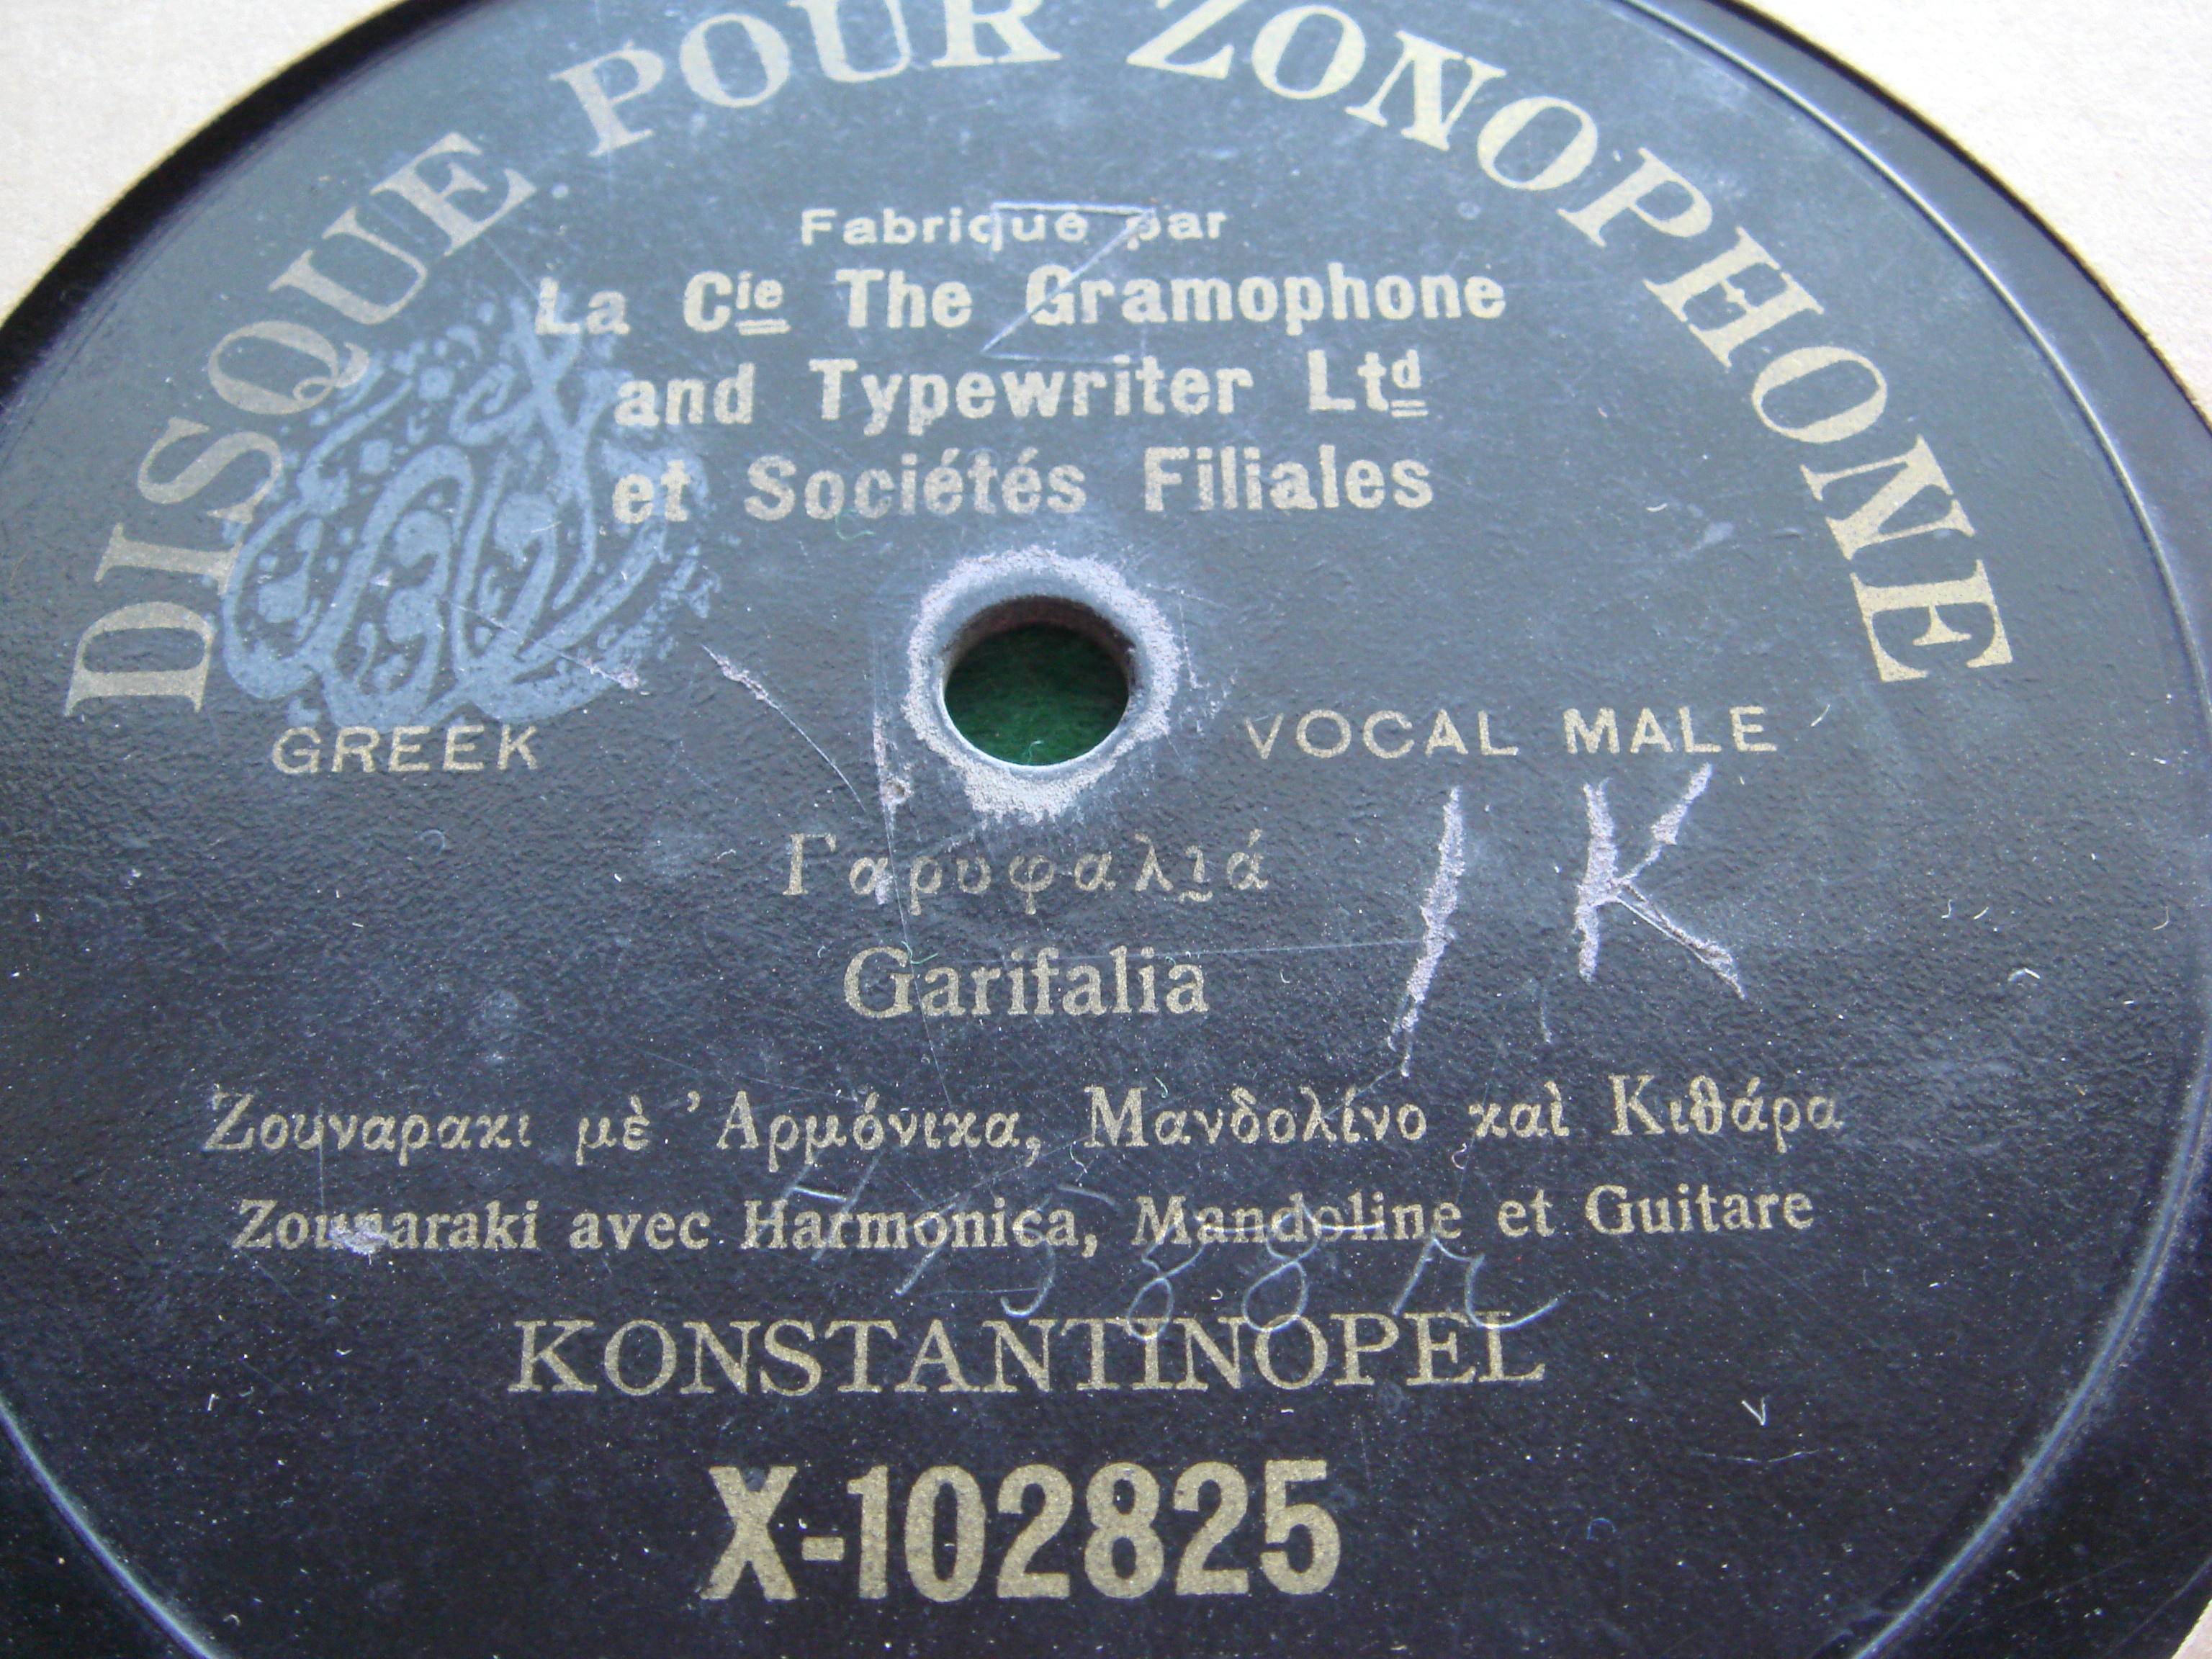 DISQUE POUR ZONOPHONE
Fabriqué par
La Cie The Gramophone
and Typewriter Ltd
et Sociétés Filiales
GREEK
VOCAL MALE
Γαρυφαλιά
1K
Garifalia
Ζουναρακι μὲ Ἁρμόνικα, Μανδολίνο καὶ Κιθάρα
Zounaraki avec Harmonica, Mandoline et Guitare
KONSTANTINOPEL
X-102825